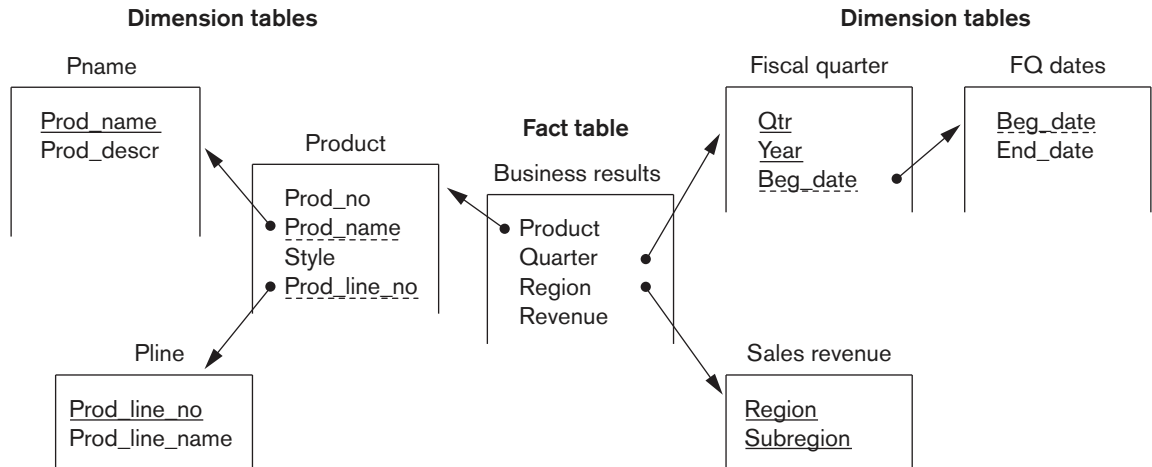 Dimension tables
Dimension tables
Pname
Prod_name
Prod_descr
Product
Prod_no
Prod_name
Style
Prod_line_no
Pline
Prod_line_no
Prod_line_name
Fact table
Business results
Product
Quarter
Region
Revenue
Fiscal quarter
Qtr
Year
Beg_date
FQ dates
Beg_date
End_date
Sales revenue
Region
Subregion